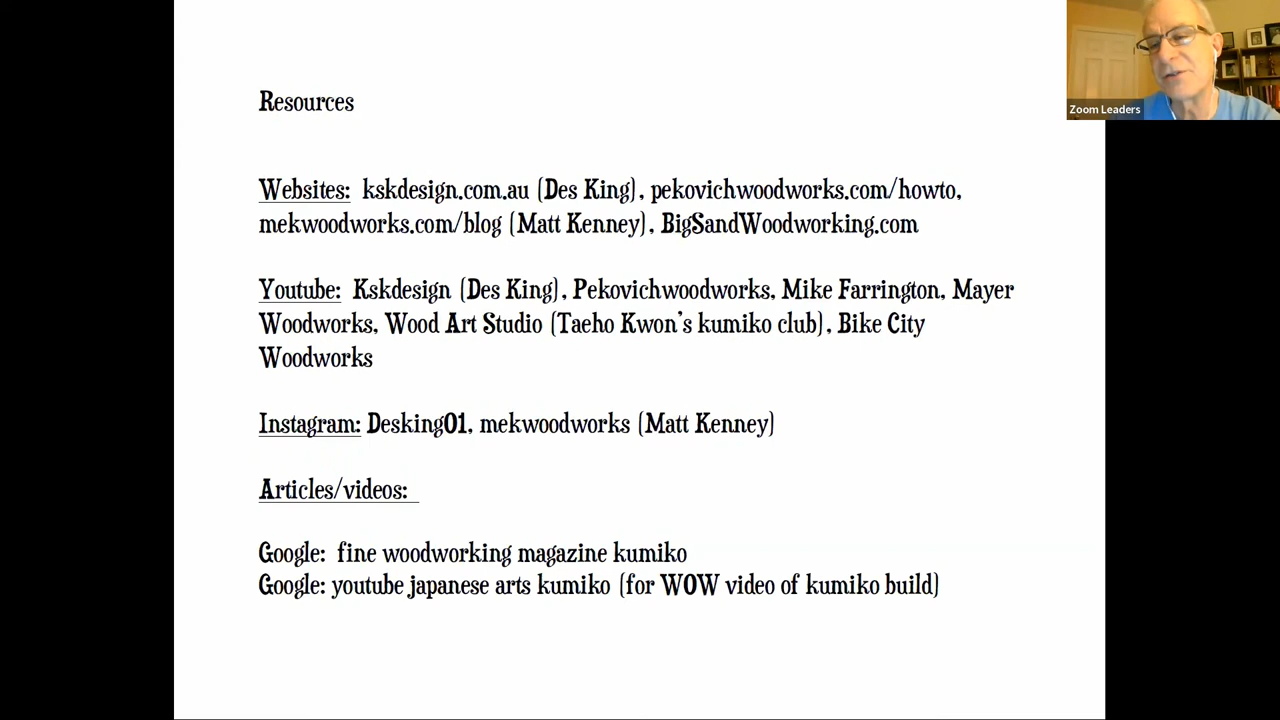 Resources
Websites: kskdesign.com.au (Des King), pekovichwoodworks.com/howto,
mekwoodworks.com/blog (Matt Kenney), BigSandWoodworking.com
Youtube: Kskdesign (Des King), Pekovichwoodworks, Mike Farrington, Mayer
Woodworks, Wood Art Studio (Taeho Kwon's kumiko club), Bike City
Woodworks
Instagram: Desking01, mekwoodworks (Matt Kenney)
Articles/videos:
Google: fine woodworking magazine kumiko
Google: youtube japanese arts kumiko (for WOW video of kumiko build)
Zoom Leaders